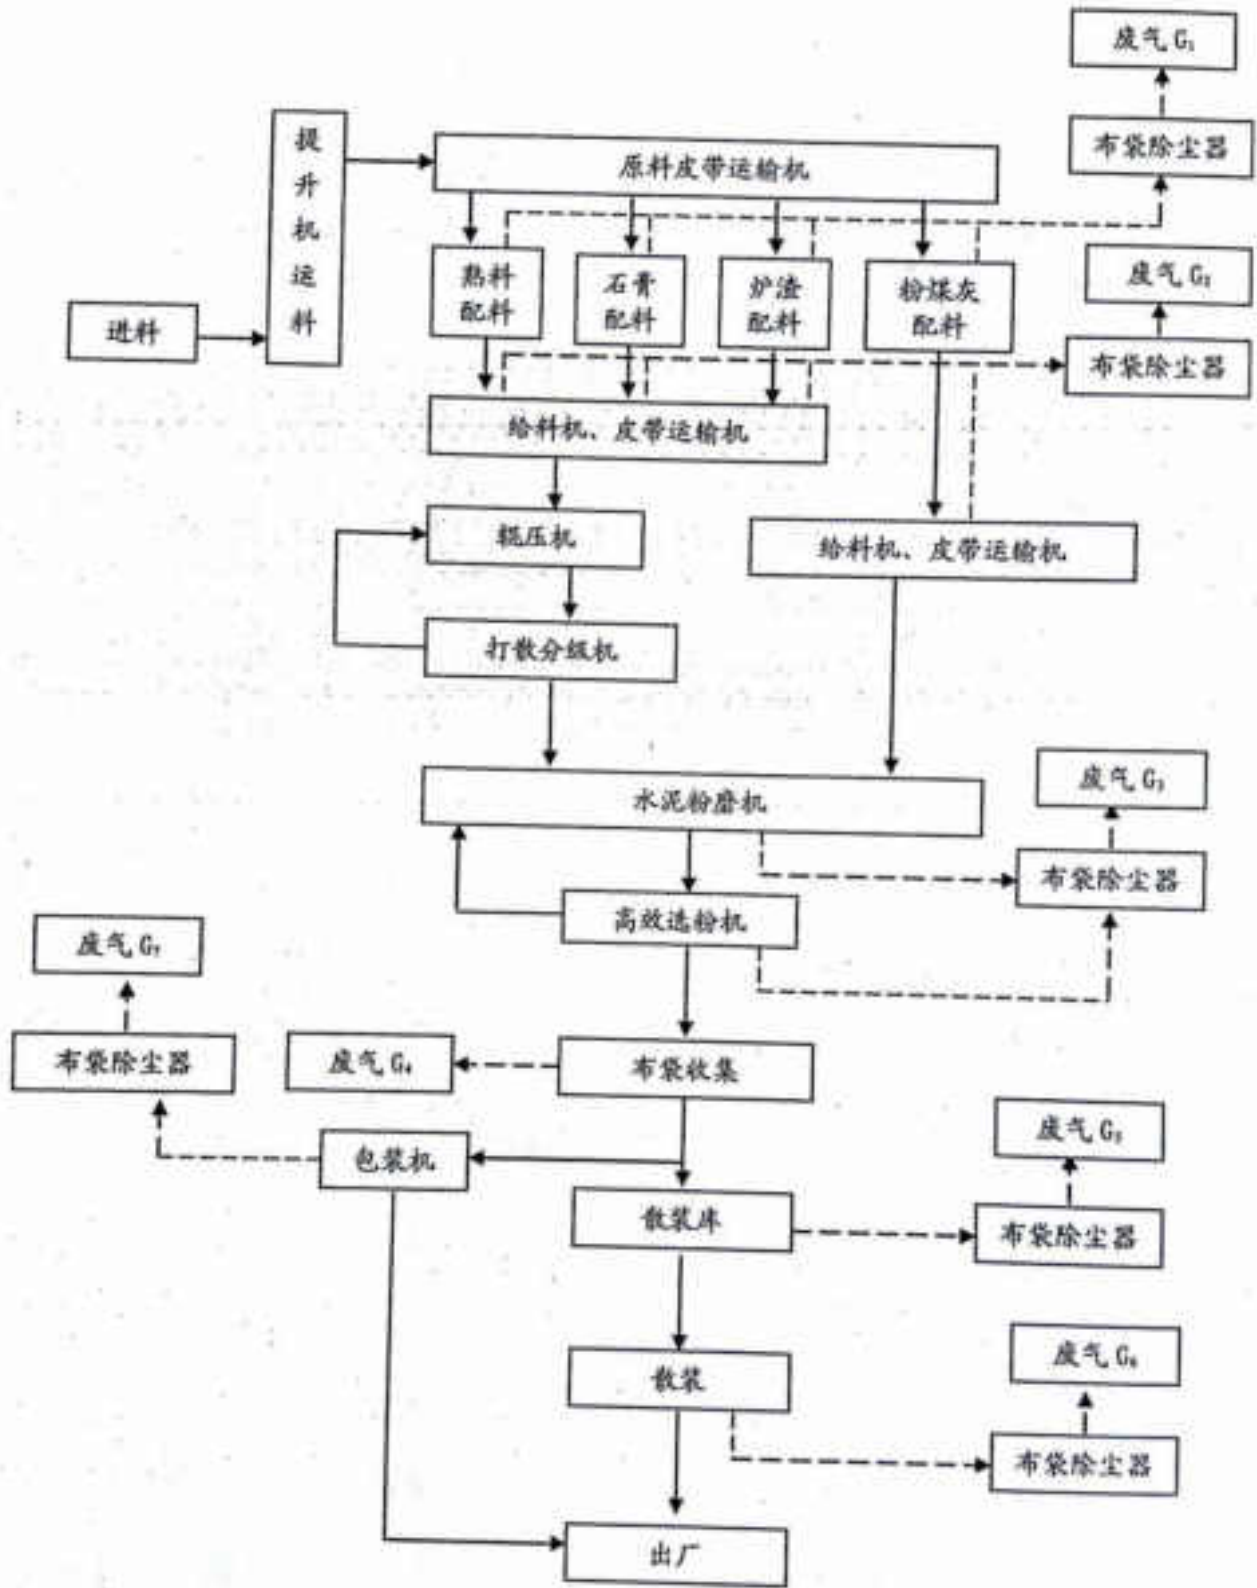 废气 G₁
提
升
机
运
料
布袋除尘器
原料皮带运输机
熟料
配料
石膏
配料
炉渣
配料
粉煤灰
配料
废气 G₂
进料
布袋除尘器
给料机、皮带运输机
辊压机
给料机、皮带运输机
打散分级机
废气 G₃
水泥粉磨机
布袋除尘器
高效选粉机
废气 G₇
布袋除尘器
废气 G₄
布袋收集
废气 G₅
包装机
散装库
布袋除尘器
废气 G₆
散装
布袋除尘器
出厂